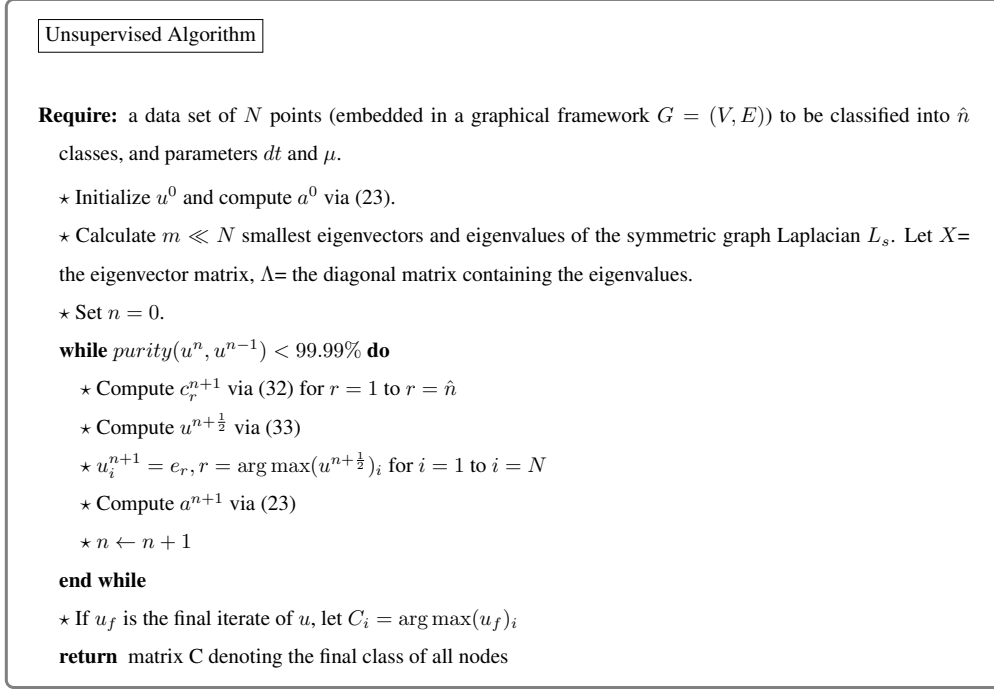 Unsupervised Algorithm
Require: a data set of N points (embedded in a graphical framework G = (V, E)) to be classified into n̂
classes, and parameters dt and μ.
⋆ Initialize u^0 and compute a^0 via (23).
⋆ Calculate m ≪ N smallest eigenvectors and eigenvalues of the symmetric graph Laplacian L_s. Let X=
the eigenvector matrix, Λ= the diagonal matrix containing the eigenvalues.
⋆ Set n = 0.
while purity(u^n, u^{n−1}) < 99.99% do
⋆ Compute c_r^{n+1} via (32) for r = 1 to r = n̂
⋆ Compute u^{n+1/2} via (33)
⋆ u_i^{n+1} = e_r, r = arg max(u^{n+1/2})_i for i = 1 to i = N
⋆ Compute a^{n+1} via (23)
⋆ n ← n + 1
end while
⋆ If u_f is the final iterate of u, let C_i = arg max(u_f)_i
return matrix C denoting the final class of all nodes